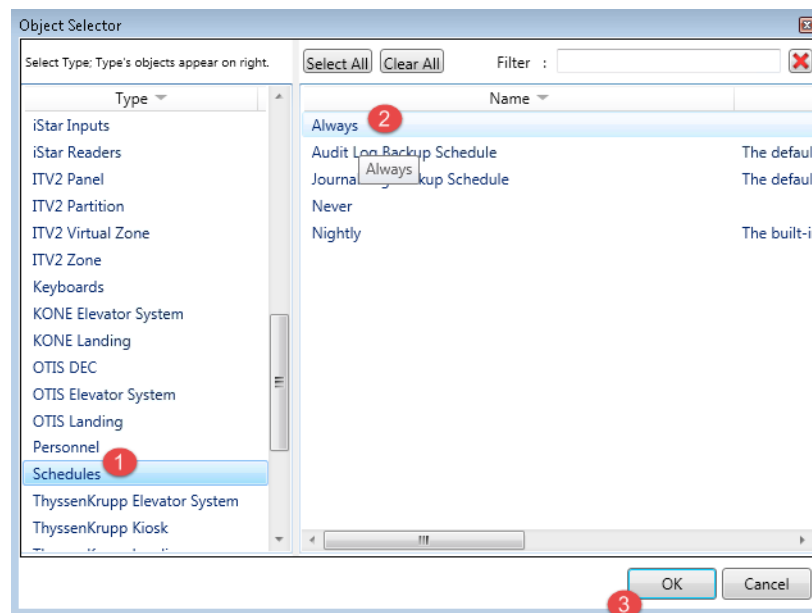 Object Selector
Select Type; Type's objects appear on right.
Select All Clear All Filter :
Type
Name
iStar Inputs
iStar Readers
ITV2 Panel
ITV2 Partition
ITV2 Virtual Zone
ITV2 Zone
Keyboards
KONE Elevator System
KONE Landing
OTIS DEC
OTIS Elevator System
OTIS Landing
Personnel
Schedules 1
ThyssenKrupp Elevator System
ThyssenKrupp Kiosk
Always 2
Audit Log Backup Schedule The defaul
Always
Schedule The defaul
Never
Nightly The built-i
OK Cancel
3